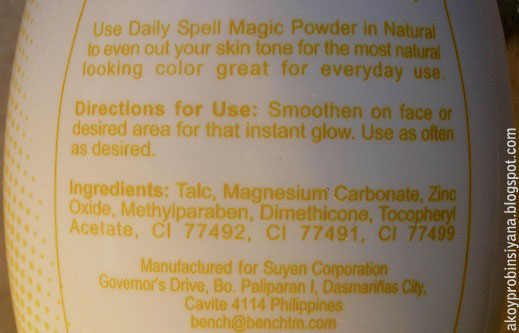 Use Daily Spell Magic Powder in Natural
to even out your skin tone for the most natural
looking color great for everyday use.
Directions for Use: Smoothen on face or
desired area for that instant glow. Use as often
as desired.
Ingredients: Talc, Magnesium Carbonate, Zinc
Oxide, Methylparaben, Dimethicone, Tocopheryl
Acetate, CI 77492, CI 77491, CI 77499
Manufactured for Suyen Corporation
Governor's Drive, Bo. Paliparan I, Dasmariñas City,
Cavite 4114 Philippines
bench@benchtm.com
akoyprobinsiyana.blogspot.com